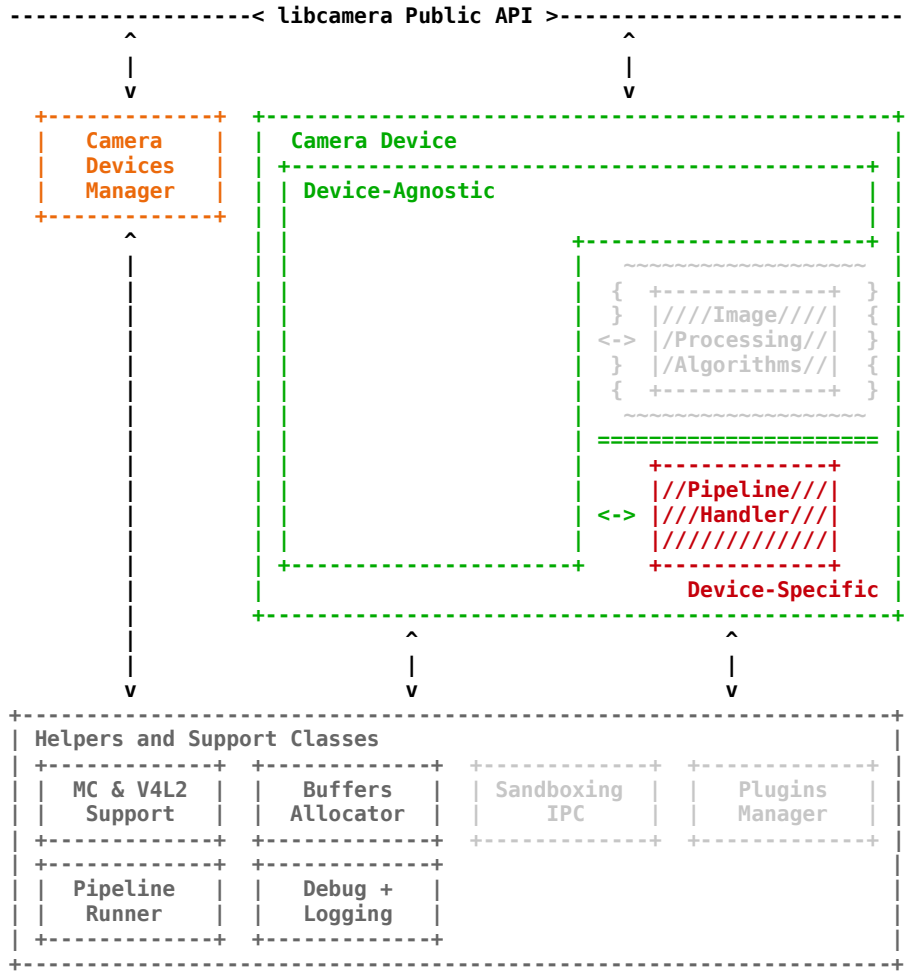 < libcamera Public API >
Camera
Devices
Manager
Camera Device
Device-Agnostic
Image
Processing
Algorithms
Pipeline
Handler
Device-Specific
Helpers and Support Classes
MC & V4L2
Support
Buffers
Allocator
Sandboxing
IPC
Plugins
Manager
Pipeline
Runner
Debug +
Logging